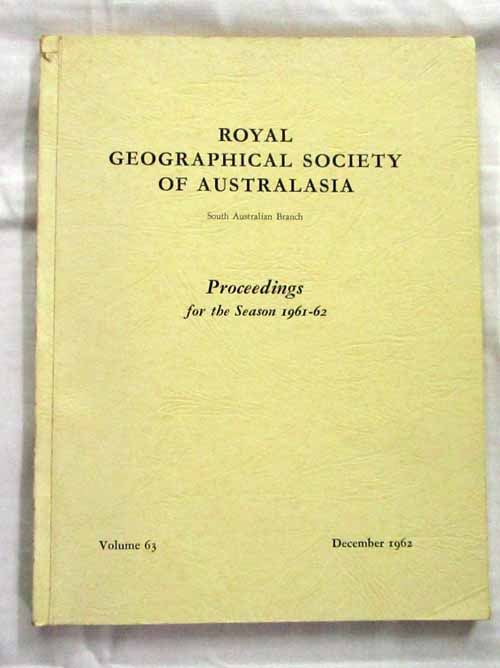 ROYAL
GEOGRAPHICAL SOCIETY
OF AUSTRALASIA
South Australian Branch
Proceedings
for the Season 1961-62
Volume 63
December 1962